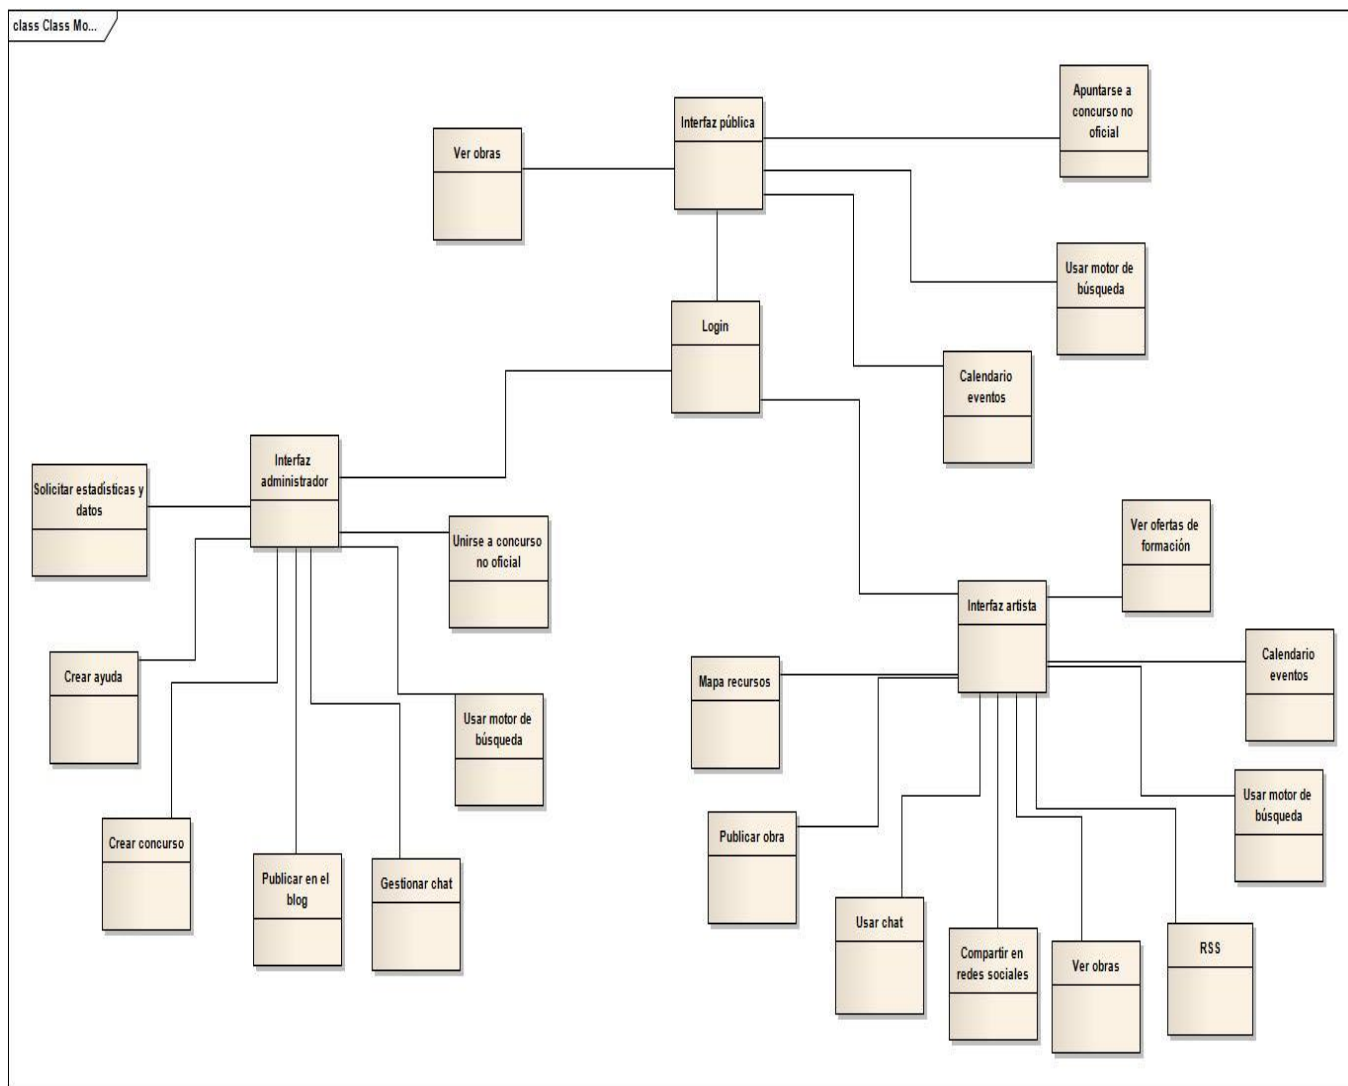 class Class Mo...
Apuntarse a
concurso no
oficial
Interfaz pública
Ver obras
Usar motor de
búsqueda
Login
Calendario
eventos
Interfaz
administrador
Solicitar estadísticas y
datos
Unirse a concurso
no oficial
Ver ofertas de
formación
Interfaz artista
Calendario
eventos
Crear ayuda
Mapa recursos
Usar motor de
búsqueda
Usar motor de
búsqueda
Crear concurso
Publicar obra
Publicar en el
blog
Gestionar chat
Usar chat
Compartir en
redes sociales
Ver obras
RSS